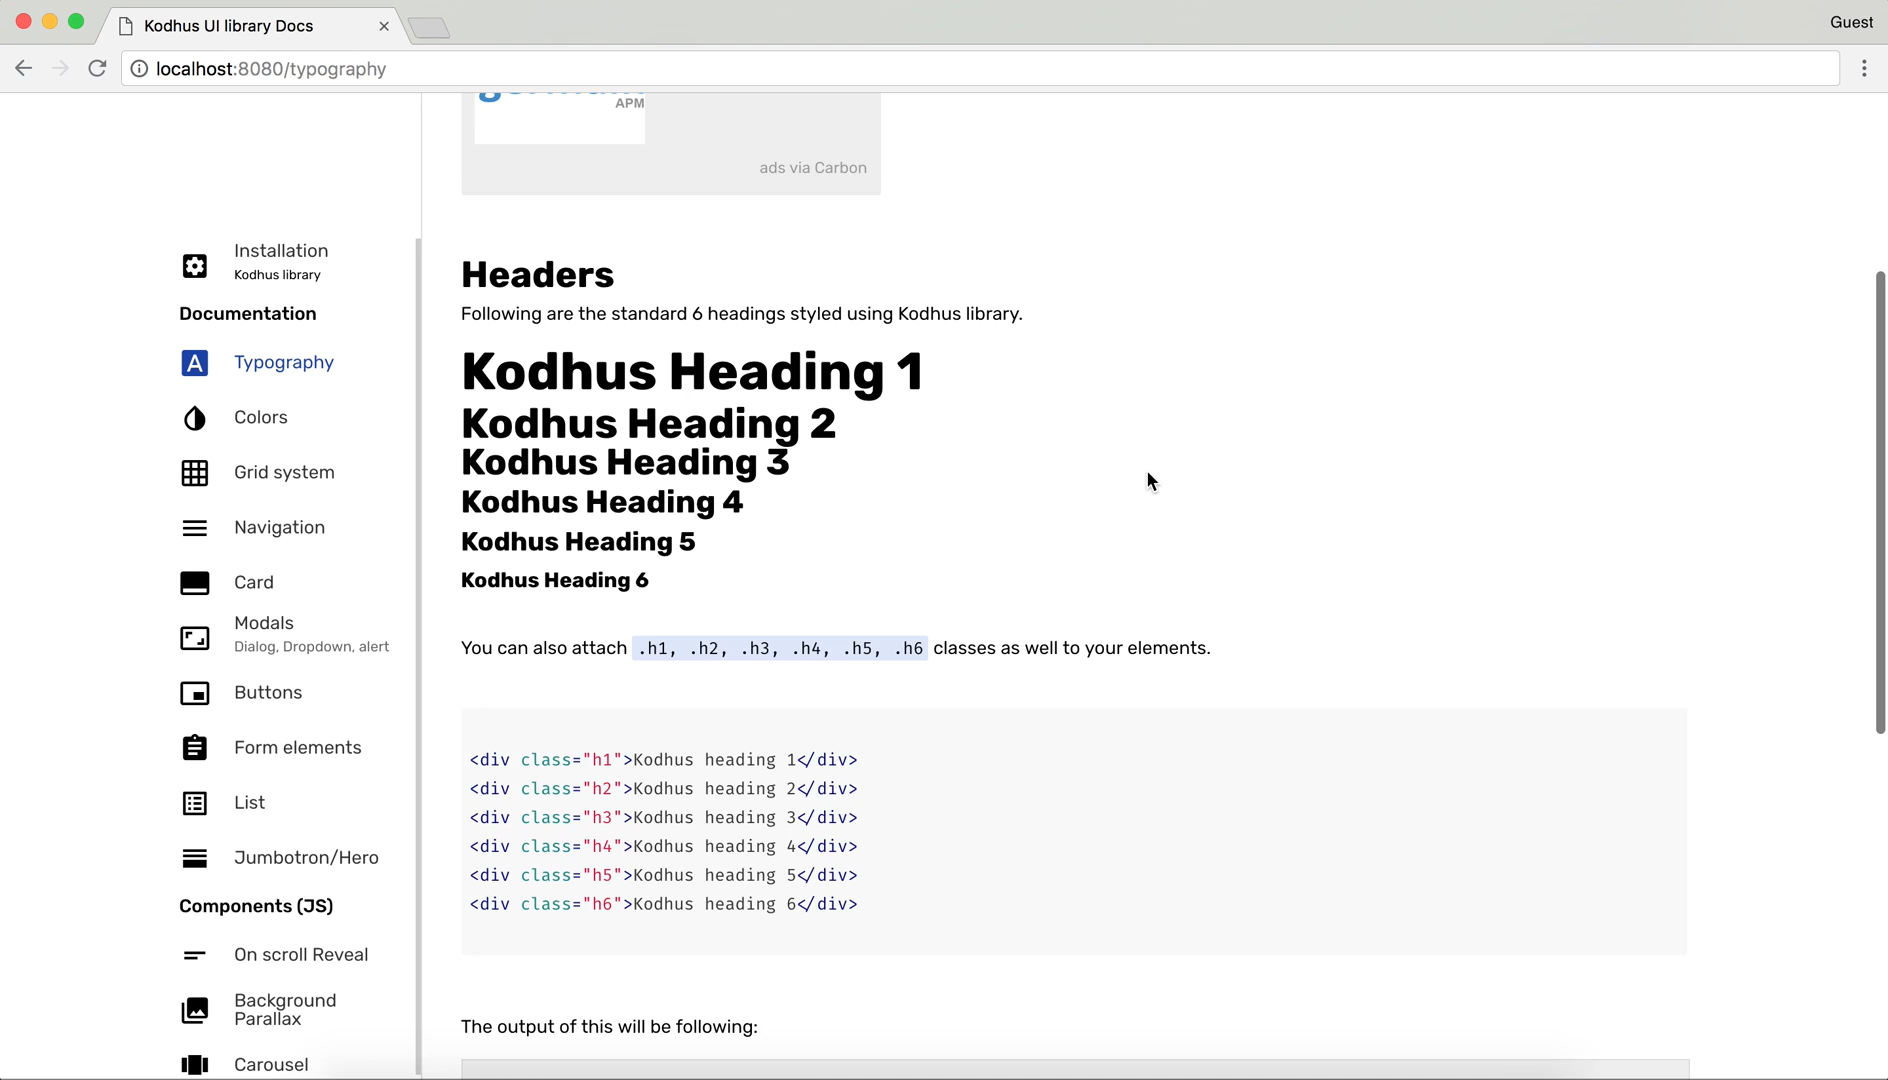 Kodhus UI library Docs
Guest
localhost:8080/typography
APM
ads via Carbon
Installation
Kodhus library
Documentation
Typography
Colors
Grid system
Navigation
Card
Modals
Dialog, Dropdown, alert
Buttons
Form elements
List
Jumbotron/Hero
Components (JS)
On scroll Reveal
Background
Parallax
Carousel
Headers
Following are the standard 6 headings styled using Kodhus library.
Kodhus Heading 1
Kodhus Heading 2
Kodhus Heading 3
Kodhus Heading 4
Kodhus Heading 5
Kodhus Heading 6
You can also attach .h1, .h2, .h3, .h4, .h5, .h6 classes as well to your elements.
<div class="h1">Kodhus heading 1</div>
<div class="h2">Kodhus heading 2</div>
<div class="h3">Kodhus heading 3</div>
<div class="h4">Kodhus heading 4</div>
<div class="h5">Kodhus heading 5</div>
<div class="h6">Kodhus heading 6</div>
The output of this will be following: